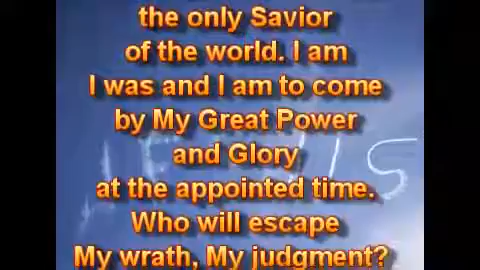 the only Savior
of the world. I am
I was and I am to come
by My Great Power
and Glory
at the appointed time.
Who will escape
My wrath, My judgment?
JESUS